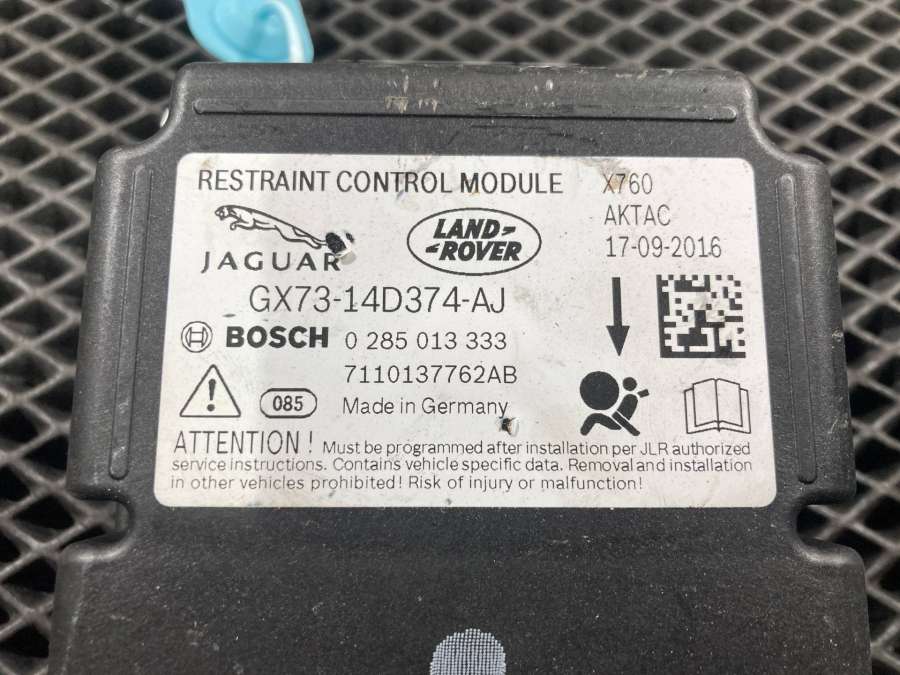 RESTRAINT CONTROL MODULE X760
AKTAC
17-09-2016
JAGUAR
LAND-
-ROVER
GX73-14D374-AJ
BOSCH 0 285 013 333
7110137762AB
085 Made in Germany
ATTENTION! Must be programmed after installation per JLR authorized
service instructions. Contains vehicle specific data. Removal and installation
in other vehicles prohibited! Risk of injury or malfunction!